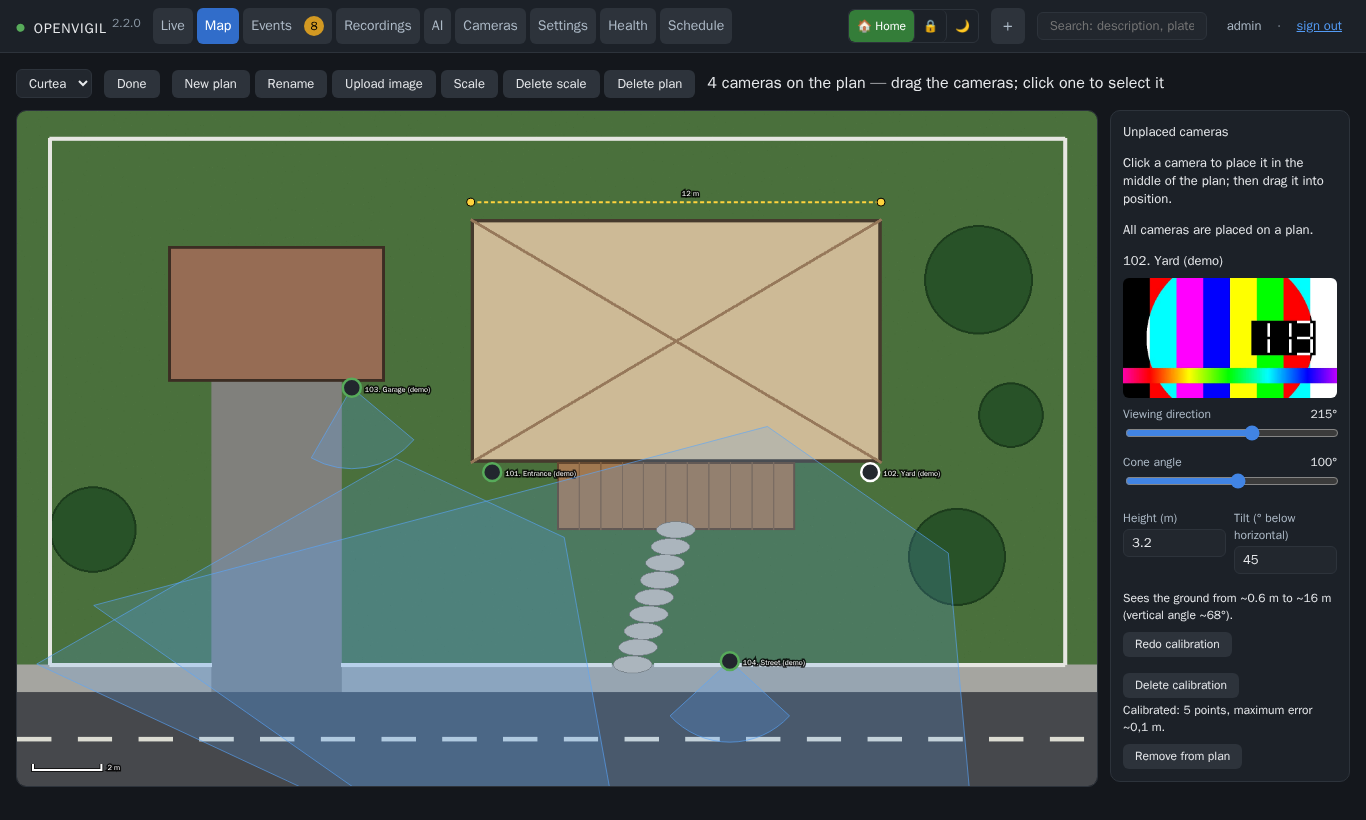 OPENVIGIL 2.2.0 Live Map Events 8 Recordings AI Cameras Settings Health Schedule 🏠 Home 🔒 🌙 + Search: description, plate admin · sign out
Curtea Done New plan Rename Upload image Scale Delete scale Delete plan 4 cameras on the plan — drag the cameras; click one to select it
12 m
103. Garage (demo)
101. Entrance (demo)
102. Yard (demo)
104. Street (demo)
2 m
Unplaced cameras
Click a camera to place it in the
middle of the plan; then drag it into
position.
All cameras are placed on a plan.
102. Yard (demo)
113
Viewing direction 215°
Cone angle 100°
Height (m) Tilt (° below
horizontal)
3.2 45
Sees the ground from ~0.6 m to ~16 m
(vertical angle ~68°).
Redo calibration
Delete calibration
Calibrated: 5 points, maximum error
~0,1 m.
Remove from plan